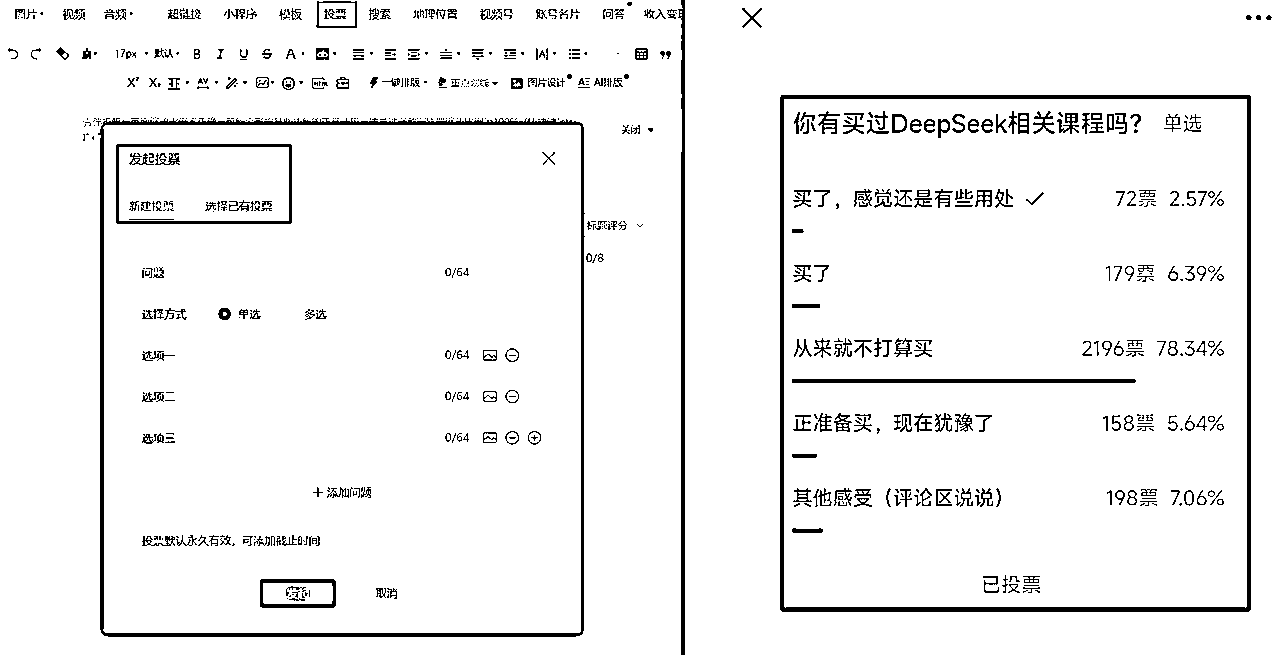 图片 视频 音频 超链接 小程序 模板 投票 搜索 地理位置 视频号 账号名片 问答 收入变现
17px 默认 B I U S A
一键排版 图片设计 AI排版
关闭
发起投票
新建投票 选择已有投票
标题评分
0/8
问题 0/64
选择方式 单选 多选
选项一 0/64
选项二 0/64
选项三 0/64
+ 添加问题
投票默认永久有效，可添加截止时间
发起 取消
你有买过DeepSeek相关课程吗？ 单选
买了，感觉还是有些用处 ✓ 72票 2.57%
买了 179票 6.39%
从来就不打算买 2196票 78.34%
正准备买，现在犹豫了 158票 5.64%
其他感受（评论区说说） 198票 7.06%
已投票